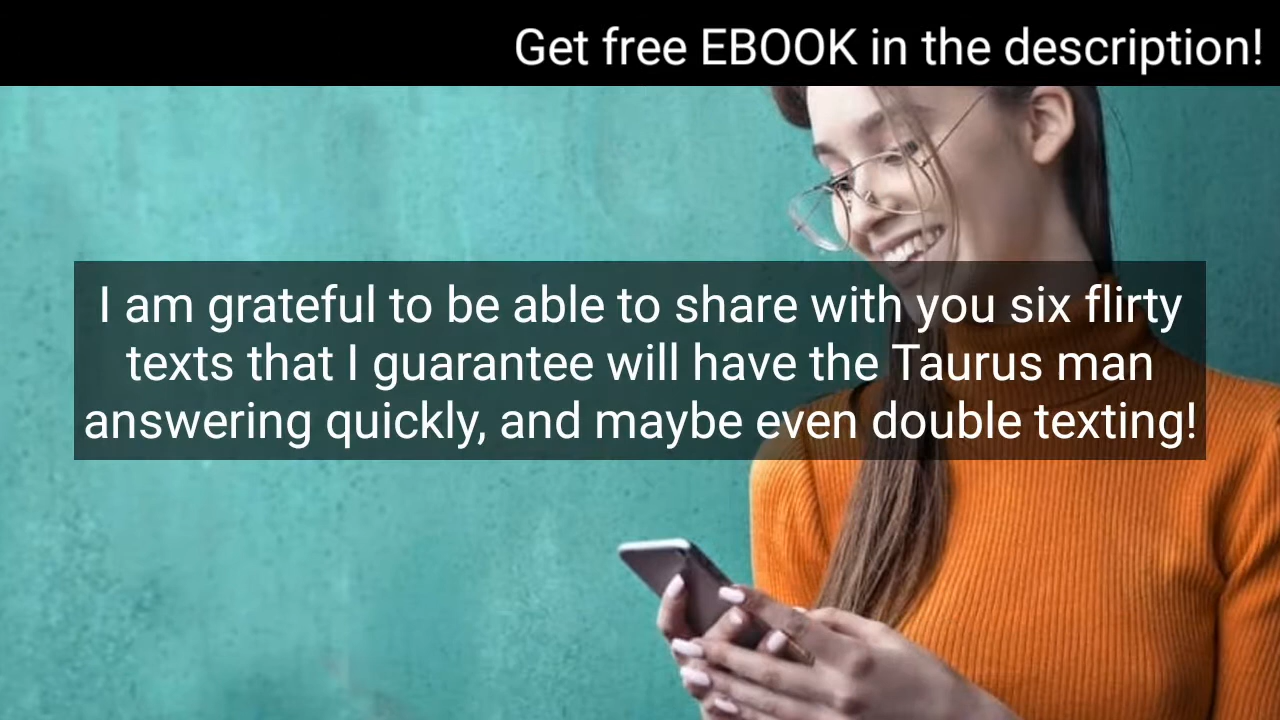 Get free EBOOK in the description!
I am grateful to be able to share with you six flirty
texts that I guarantee will have the Taurus man
answering quickly, and maybe even double texting!